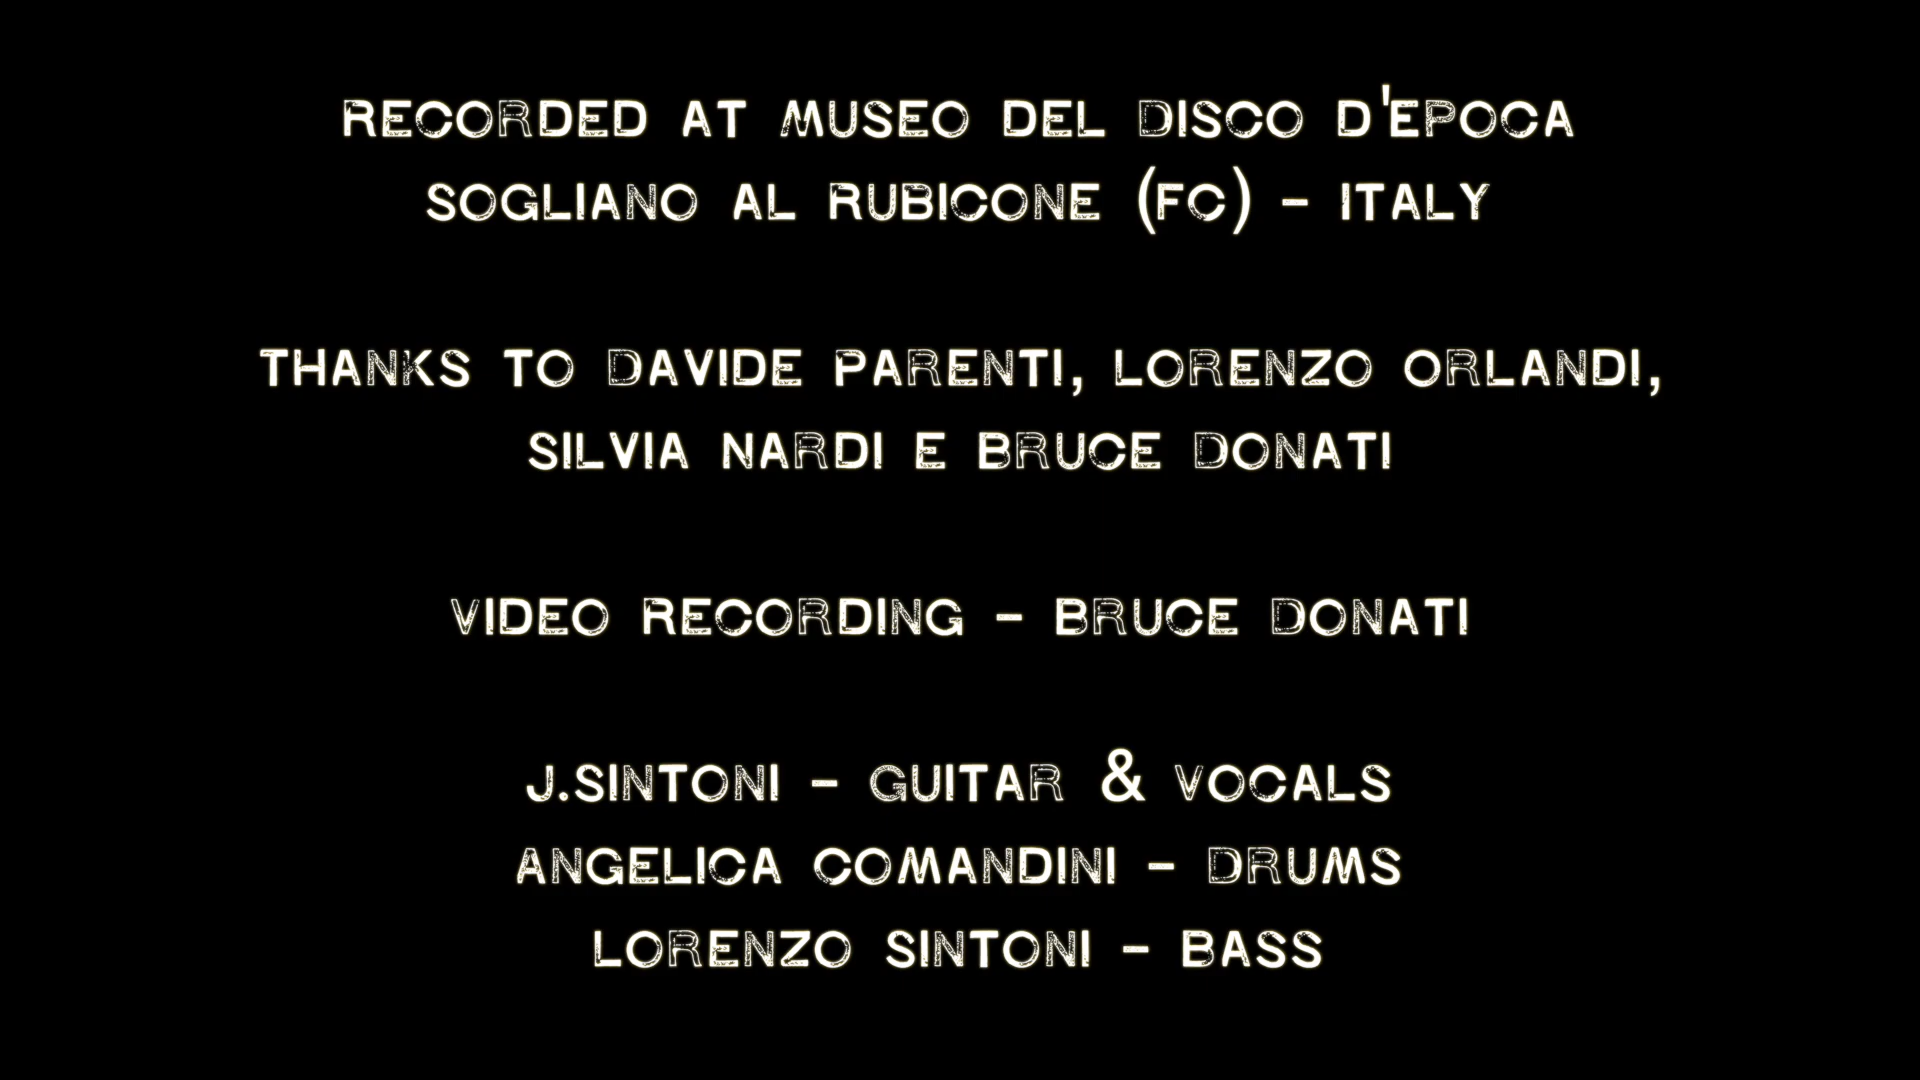 RECORDED AT MUSEO DEL DISCO D'EPOCA
SOGLIANO AL RUBICONE (FC) - ITALY
THANKS TO DAVIDE PARENTI, LORENZO ORLANDI,
SILVIA NARDI E BRUCE DONATI
VIDEO RECORDING - BRUCE DONATI
J.SINTONI - GUITAR & VOCALS
ANGELICA COMANDINI - DRUMS
LORENZO SINTONI - BASS